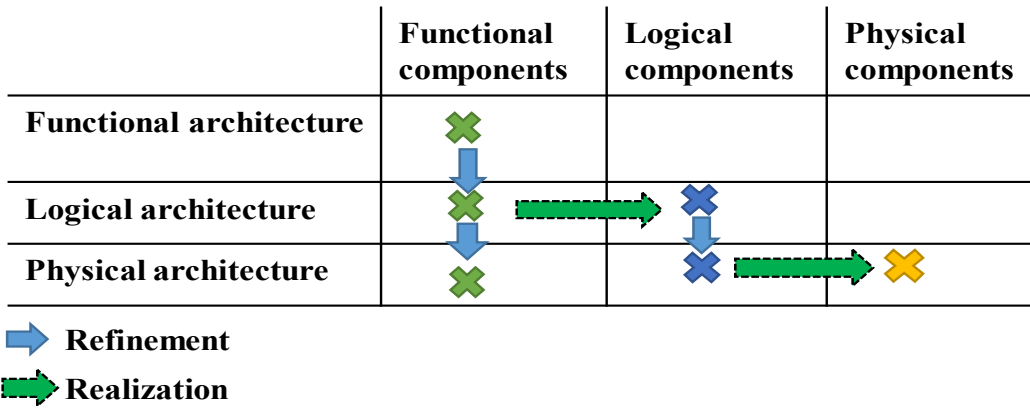 Functional components
Logical components
Physical components
Functional architecture
Logical architecture
Physical architecture
Refinement
Realization